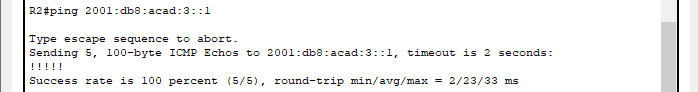 R2#ping 2001:db8:acad:3::1
Type escape sequence to abort.
Sending 5, 100-byte ICMP Echos to 2001:db8:acad:3::1, timeout is 2 seconds:
!!!!!
Success rate is 100 percent (5/5), round-trip min/avg/max = 2/23/33 ms